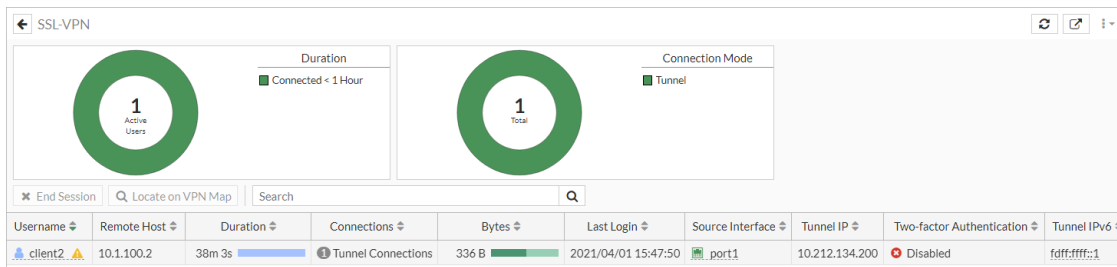 SSL-VPN
Duration
Connected < 1 Hour
1
Active
Users
Connection Mode
Tunnel
1
Total
End Session Locate on VPN Map Search
Username Remote Host Duration Connections Bytes Last Login Source Interface Tunnel IP Two-factor Authentication Tunnel IPv6
client2 10.1.100.2 38m 3s 1 Tunnel Connections 336 B 2021/04/01 15:47:50 port1 10.212.134.200 Disabled fdff:ffff::1